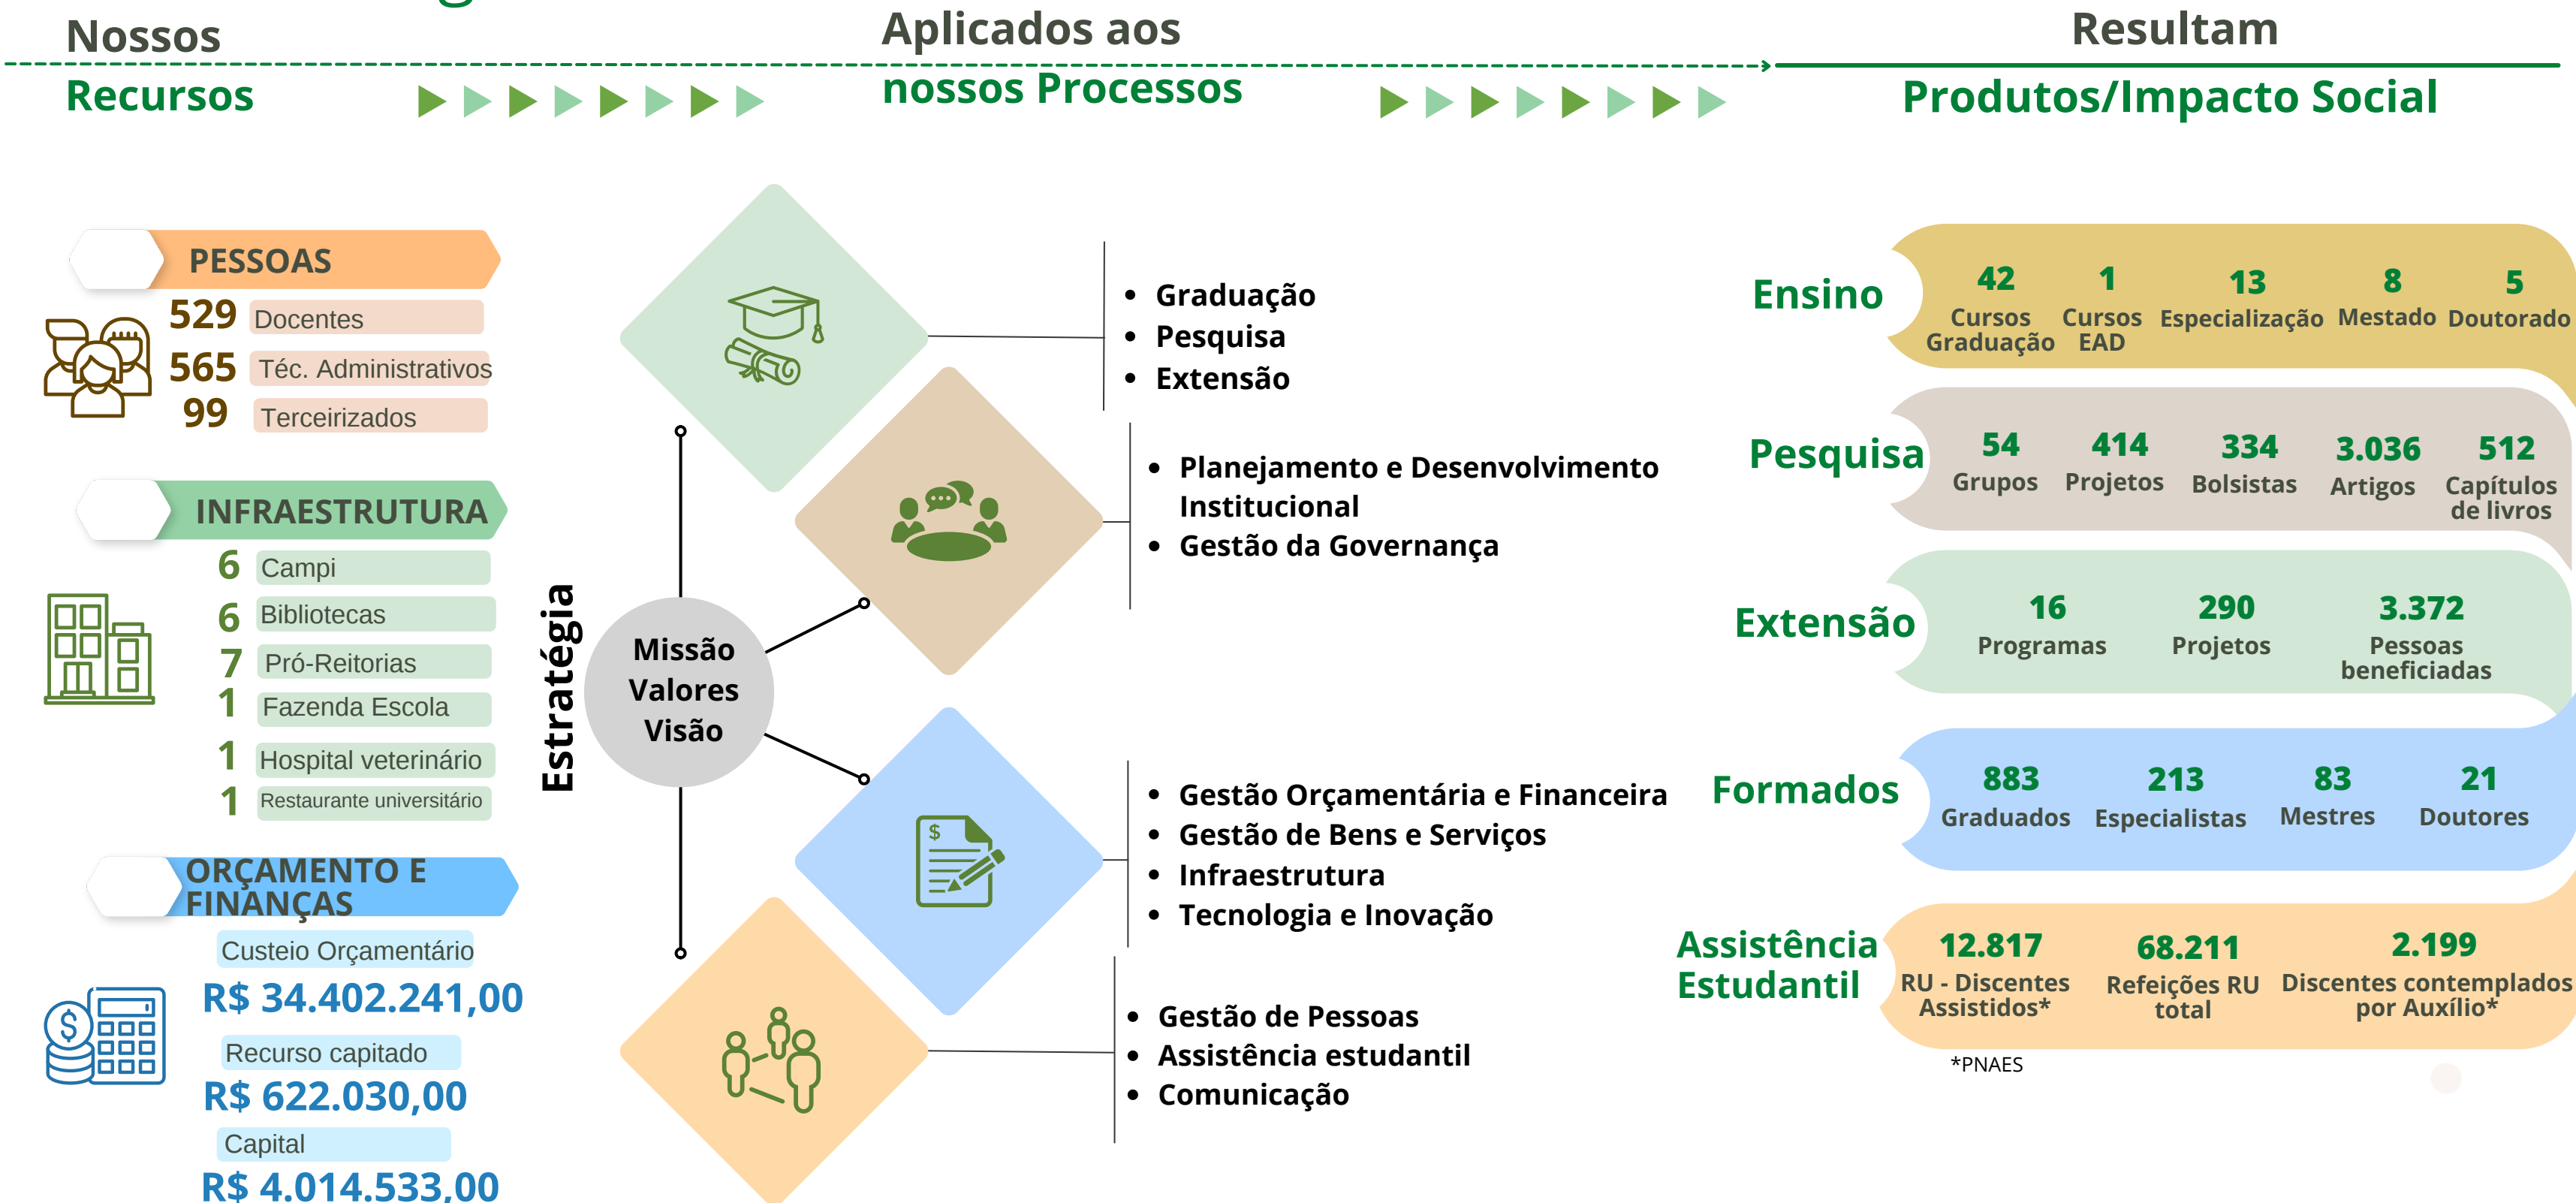 Nossos
Recursos
Aplicados aos
nossos Processos
Resultam
Produtos/Impacto Social
PESSOAS
529 Docentes
565 Téc. Administrativos
99 Terceirizados
INFRAESTRUTURA
6 Campi
6 Bibliotecas
7 Pró-Reitorias
1 Fazenda Escola
1 Hospital veterinário
1 Restaurante universitário
ORÇAMENTO E
FINANÇAS
Custeio Orçamentário
R$ 34.402.241,00
Recurso capitado
R$ 622.030,00
Capital
R$ 4.014.533,00
Estratégia
Missão
Valores
Visão
Graduação
Pesquisa
Extensão
Planejamento e Desenvolvimento
Institucional
Gestão da Governança
$
Gestão Orçamentária e Financeira
Gestão de Bens e Serviços
Infraestrutura
Tecnologia e Inovação
Gestão de Pessoas
Assistência estudantil
Comunicação
Ensino
42 1 13 8 5
Cursos Cursos Especialização Mestado Doutorado
Graduação EAD
Pesquisa
54 414 334 3.036 512
Grupos Projetos Bolsistas Artigos Capítulos
de livros
Extensão
16 290 3.372
Programas Projetos Pessoas
beneficiadas
Formados
883 213 83 21
Graduados Especialistas Mestres Doutores
Assistência
Estudantil
12.817 68.211 2.199
RU - Discentes Refeições RU Discentes contemplados
Assistidos* total por Auxílio*
*PNAES